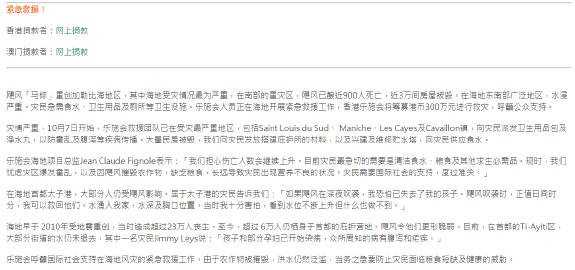 紧急救援！
香港捐款者：网上捐款
澳门捐款者：网上捐款
飓风「马修」重创加勒比海地区，其中海地受灾情况最为严重，在南部的重灾区，飓风已酿近900人死亡，近3万间房屋被毁。在海地东南部广泛地区，水浸
严重。灾民急需食水、卫生用品及厕所等卫生设施。乐施会人员正在海地开展紧急救援工作，香港乐施会将筹募港币300万元进行救灾，呼吁公众支持。
灾情严重，10月7日开始，乐施会救援团队已在受灾最严重地区，包括Saint Louis du Sud、Maniche、Les Cayes及Cavaillon镇，向灾民派发卫生用品包及
净水丸，以防霍乱及腹泻等疾病传播。大量民房被毁，我们向灾民发放搭建庇护所的材料，以及兴建及维修贮水塔，向灾民供应食水。
乐施会海地项目总监Jean Claude Fignole表示：「我们担心伤亡人数会继续上升。目前灾民最急切的需要是清洁食水、粮食及其他求生必需品。现时，我们
忧虑灾区爆发霍乱，以及因飓风摧毁农作物，缺乏粮食，长远导致灾民出现营养不良的状况。灾民需要国际社会的支持，度过难关。」
在海地首都太子港，大部分人仍受飓风影响。居于太子港的灾民告诉我们：「如果飓风在深夜吹袭，我恐怕已失去了我的孩子。飓风吹袭时，正值日间时
分，我可以救回他们。水涌入我家，水深及胸口位置，当时我十分害怕，看到水位不断上升但什么也做不到。」
海地早于 2010年受地震重创，当时造成超过23万人丧生。至今，超过 6万人仍栖身于首都的庇护营地，飓风令他们更形脆弱。目前，在首都的Ti-Ayiti区，
大部分街道的水仍未退去，其中一名灾民Jimmy Leys说：「孩子和部分孕妇已开始染病，众所周知的病有腹泻和疟疾。」
乐施会呼吁国际社会支持在海地风灾的紧急救援工作。由于农作物被摧毁，洪水仍然泛滥，当务之急要防止灾民面临粮食短缺及健康的威胁。